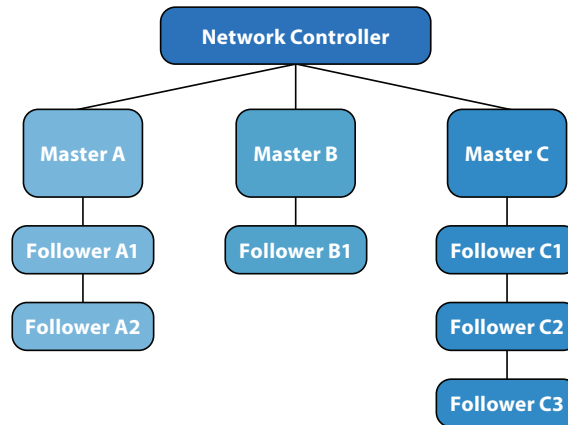 Network Controller
Master A
Master B
Master C
Follower A1
Follower B1
Follower C1
Follower A2
Follower C2
Follower C3